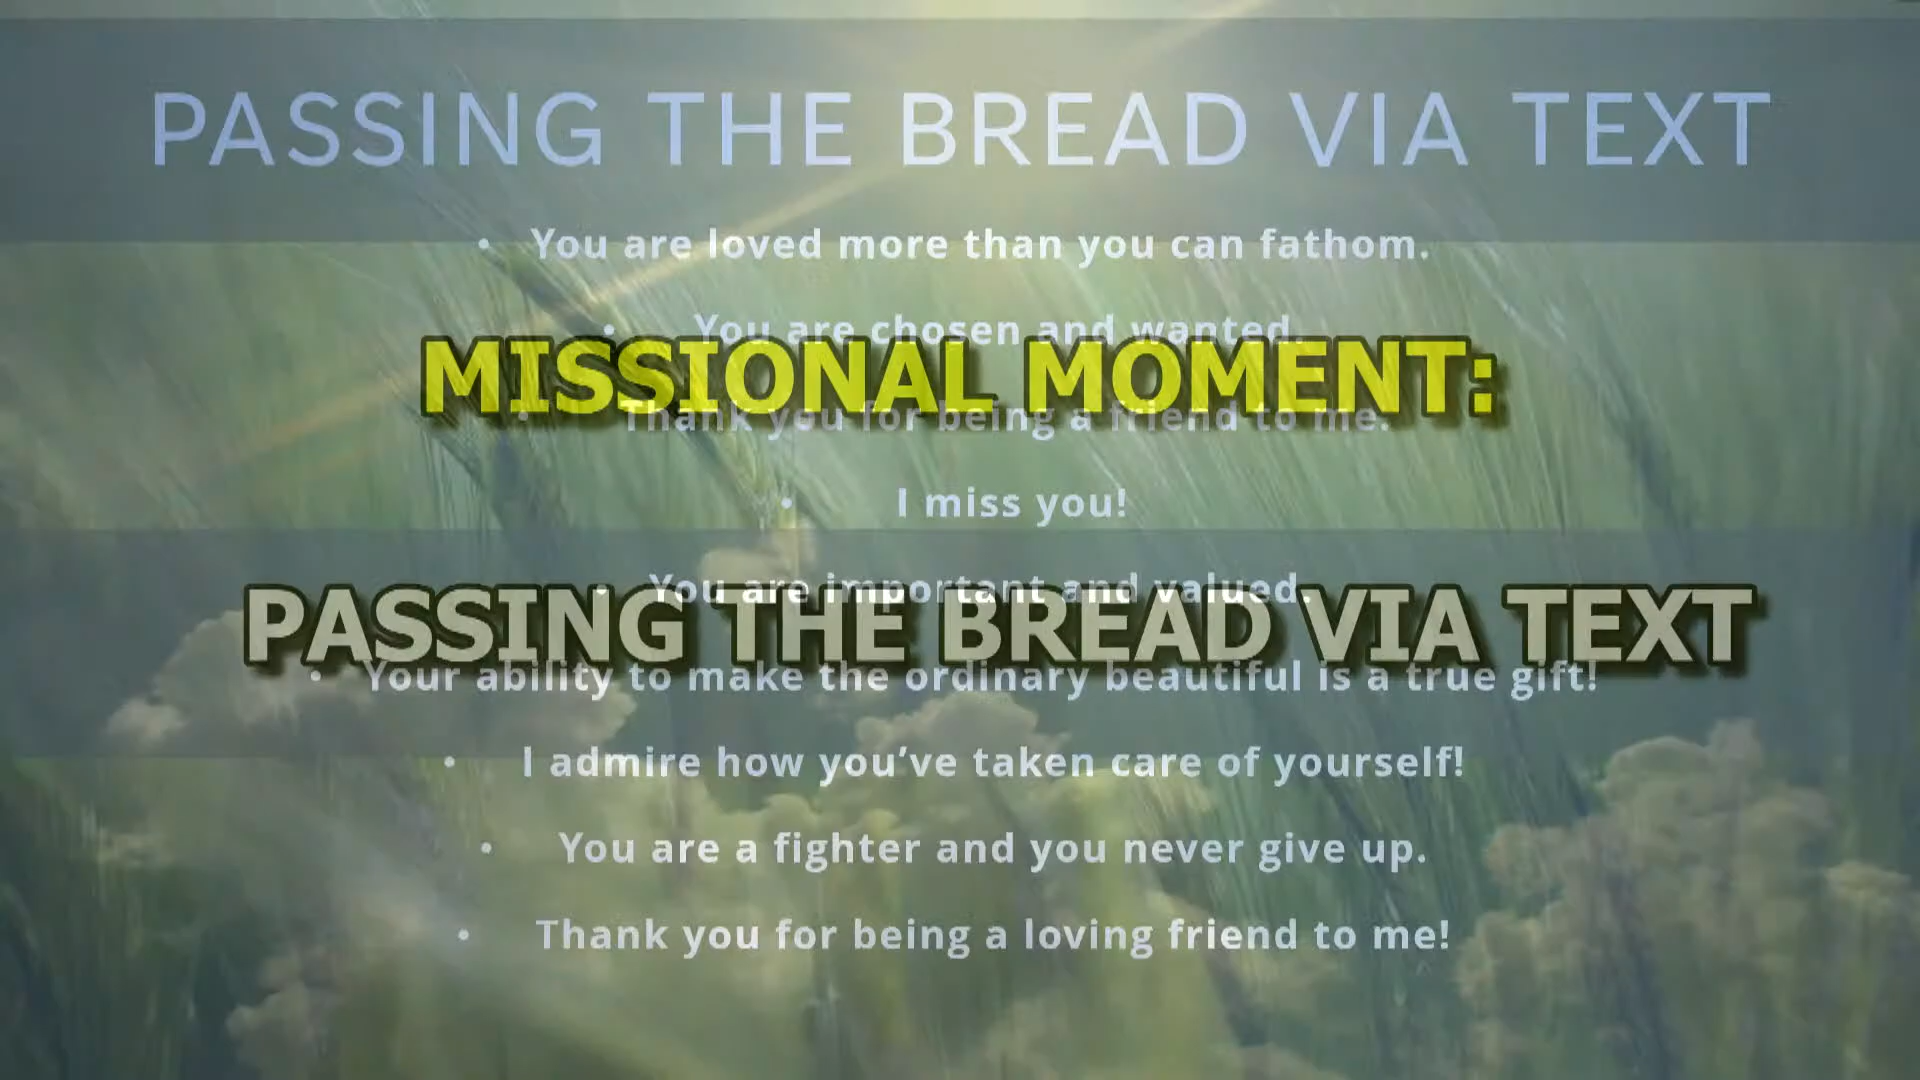 PASSING THE BREAD VIA TEXT
• You are loved more than you can fathom.
• You are chosen and wanted.
MISSIONAL MOMENT:
• Thank you for being a friend to me.
• I miss you!
• You are important and valued.
PASSING THE BREAD VIA TEXT
• Your ability to make the ordinary beautiful is a true gift!
• I admire how you’ve taken care of yourself!
• You are a fighter and you never give up.
• Thank you for being a loving friend to me!